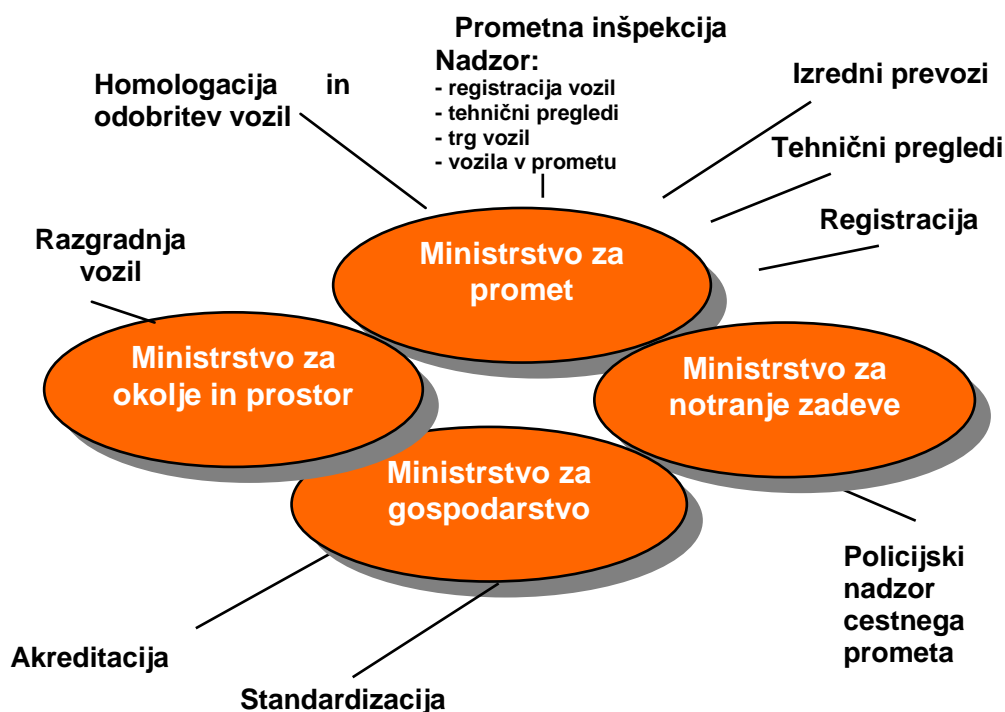 Prometna inšpekcija
Nadzor:
- registracija vozil
- tehnični pregledi
- trg vozil
- vozila v prometu
Homologacija in
odobritev vozil
Izredni prevozi
Tehnični pregledi
Registracija
Razgradnja
vozil
Ministrstvo za
promet
Ministrstvo za
okolje in prostor
Ministrstvo za
notranje zadeve
Ministrstvo za
gospodarstvo
Policijski
nadzor
cestnega
prometa
Akreditacija
Standardizacija